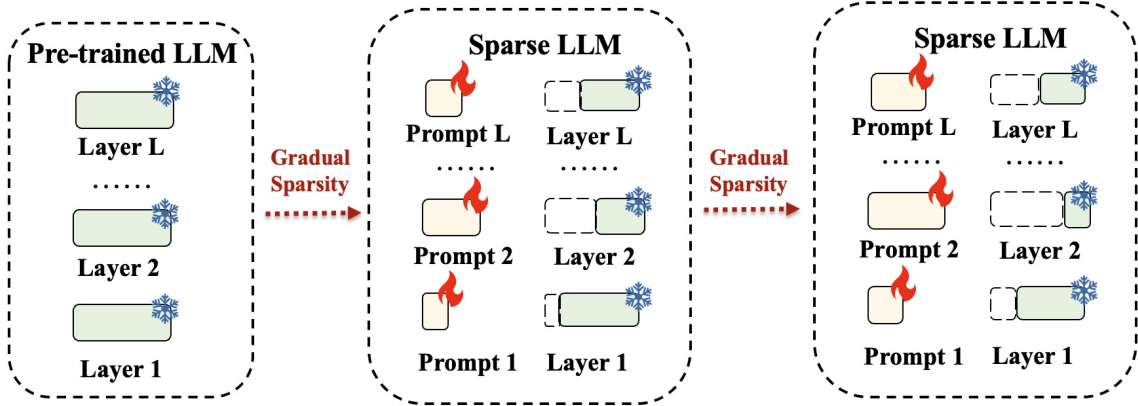 Pre-trained LLM
Layer L
......
Layer 2
Layer 1
Gradual
Sparsity
Sparse LLM
Prompt L
Layer L
......
......
Prompt 2
Layer 2
Prompt 1
Layer 1
Gradual
Sparsity
Sparse LLM
Prompt L
Layer L
......
......
Prompt 2
Layer 2
Prompt 1
Layer 1